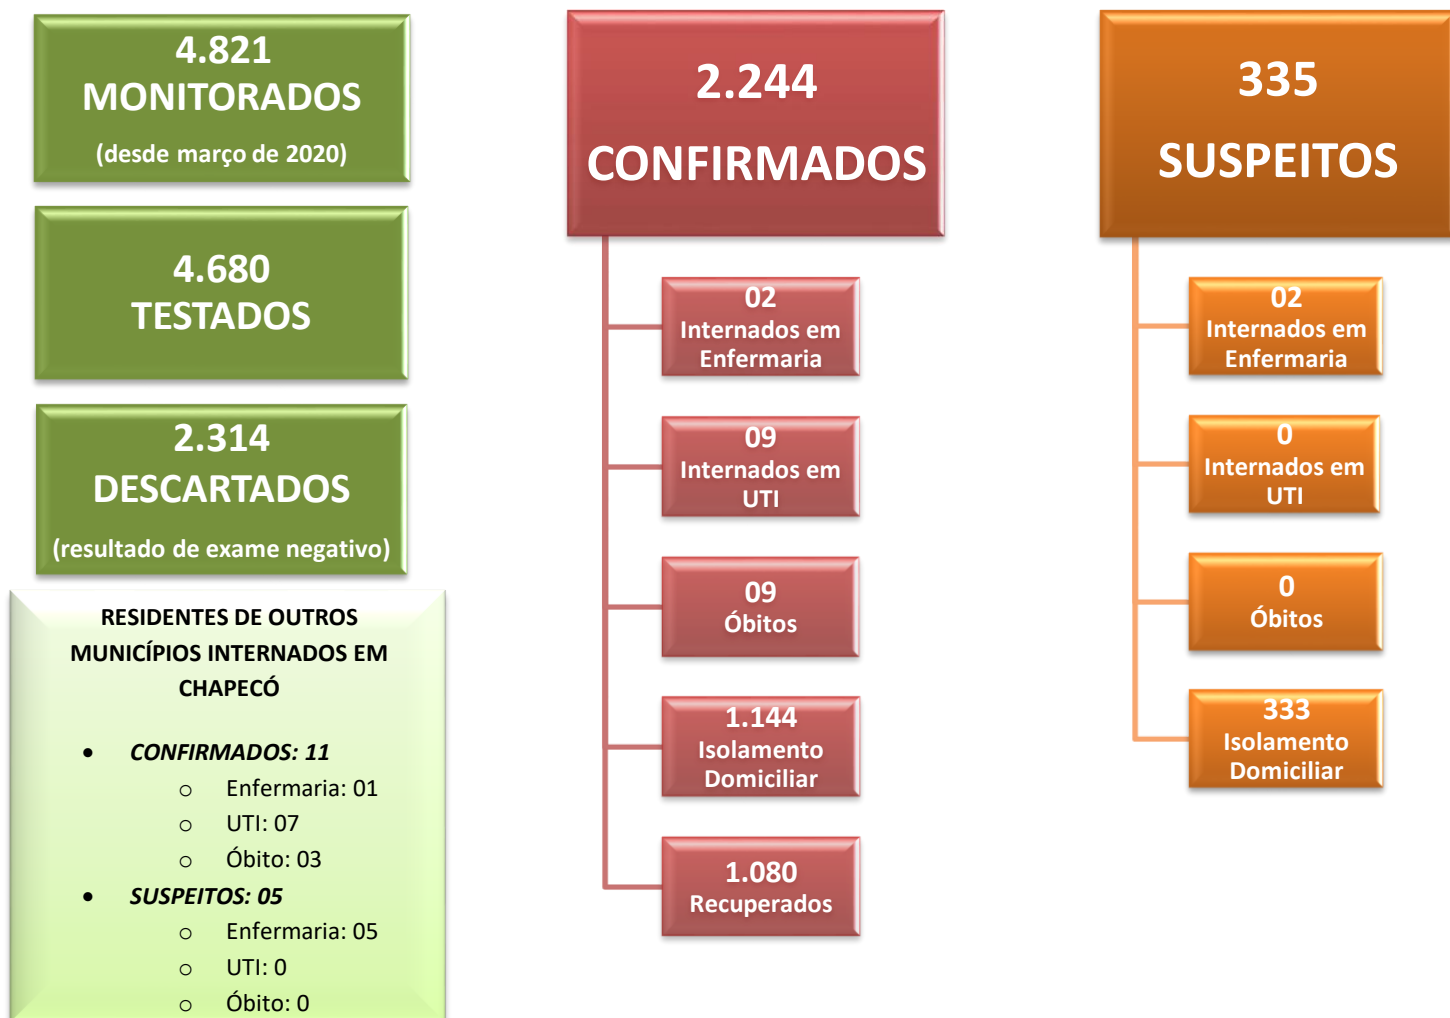 4.821
MONITORADOS
(desde março de 2020)
4.680
TESTADOS
2.314
DESCARTADOS
(resultado de exame negativo)
RESIDENTES DE OUTROS
MUNICÍPIOS INTERNADOS EM
CHAPECÓ
• CONFIRMADOS: 11
o Enfermaria: 01
o UTI: 07
o Óbito: 03
• SUSPEITOS: 05
o Enfermaria: 05
o UTI: 0
o Óbito: 0
2.244
CONFIRMADOS
02
Internados em
Enfermaria
09
Internados em
UTI
09
Óbitos
1.144
Isolamento
Domiciliar
1.080
Recuperados
335
SUSPEITOS
02
Internados em
Enfermaria
0
Internados em
UTI
0
Óbitos
333
Isolamento
Domiciliar